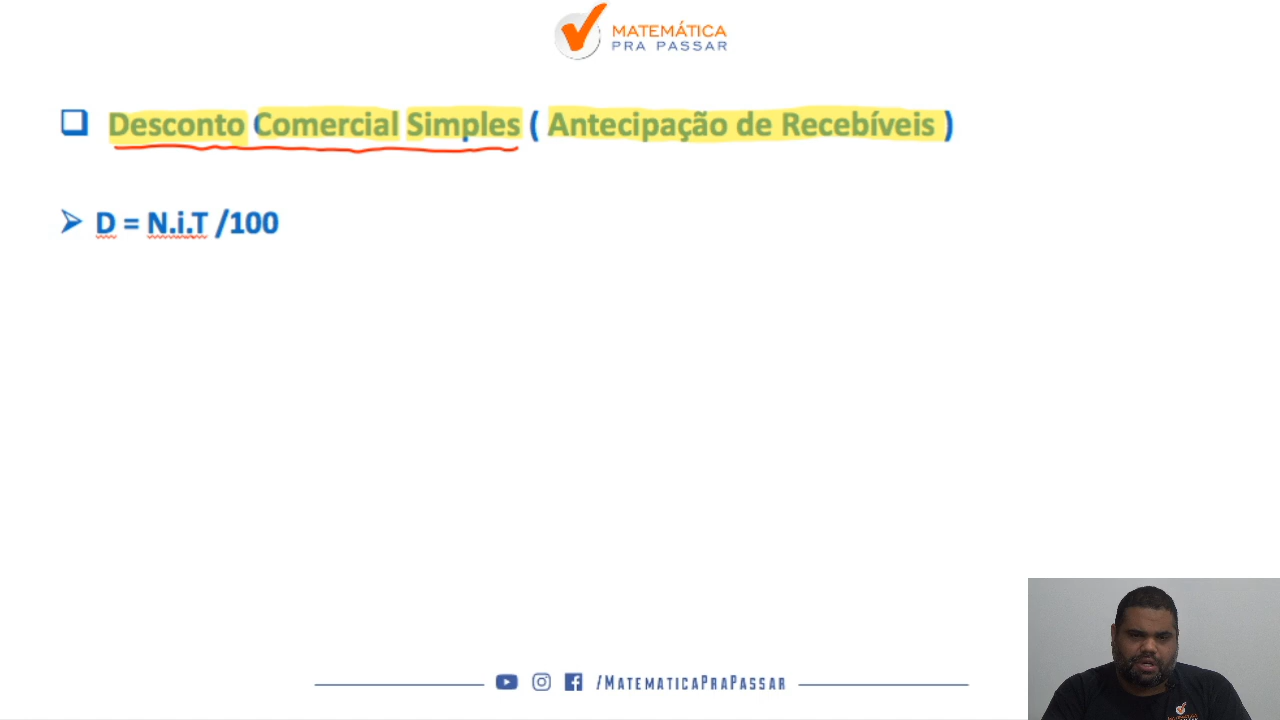 MATEMÁTICA
PRA PASSAR
Desconto Comercial Simples ( Antecipação de Recebíveis )
D = N.i.T /100
/MATEMATICAPRAPASSAR